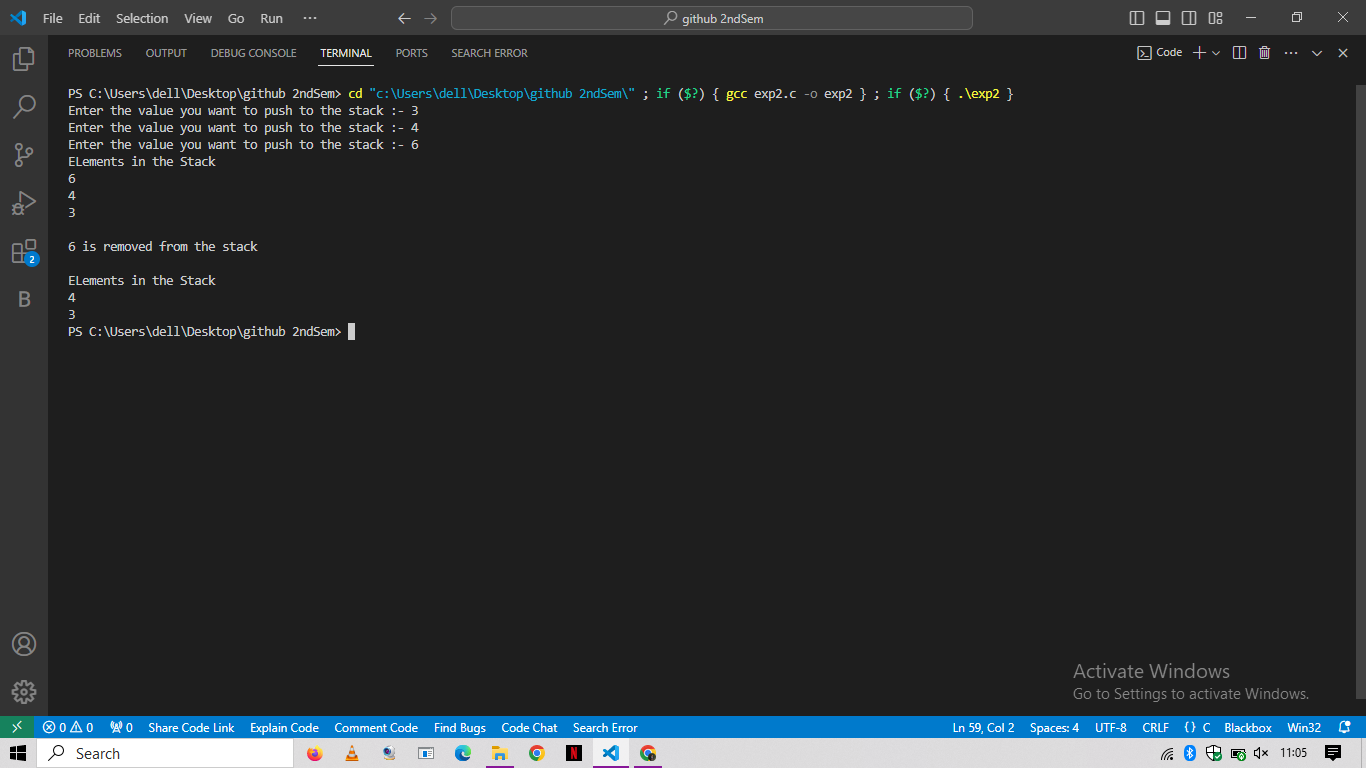 File Edit Selection View Go Run ··· github 2ndSem
PROBLEMS OUTPUT DEBUG CONSOLE TERMINAL PORTS SEARCH ERROR Code
PS C:\Users\dell\Desktop\github 2ndSem> cd "c:\Users\dell\Desktop\github 2ndSem\" ; if ($?) { gcc exp2.c -o exp2 } ; if ($?) { .\exp2 }
Enter the value you want to push to the stack :- 3
Enter the value you want to push to the stack :- 4
Enter the value you want to push to the stack :- 6
ELements in the Stack
6
4
3
6 is removed from the stack
ELements in the Stack
4
3
PS C:\Users\dell\Desktop\github 2ndSem>
2
B
Activate Windows
Go to Settings to activate Windows.
0 0 0 Share Code Link Explain Code Comment Code Find Bugs Code Chat Search Error Ln 59, Col 2 Spaces: 4 UTF-8 CRLF {} C Blackbox Win32
Search N 11:05